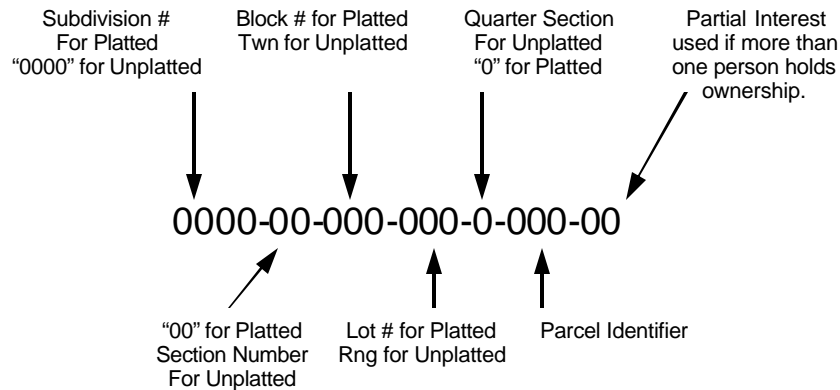 Subdivision #
For Platted
“0000” for Unplatted
Block # for Platted
Twn for Unplatted
Quarter Section
For Unplatted
“0” for Platted
Partial Interest
used if more than
one person holds
ownership.
0000-00-000-000-0-000-00
“00” for Platted
Section Number
For Unplatted
Lot # for Platted
Rng for Unplatted
Parcel Identifier